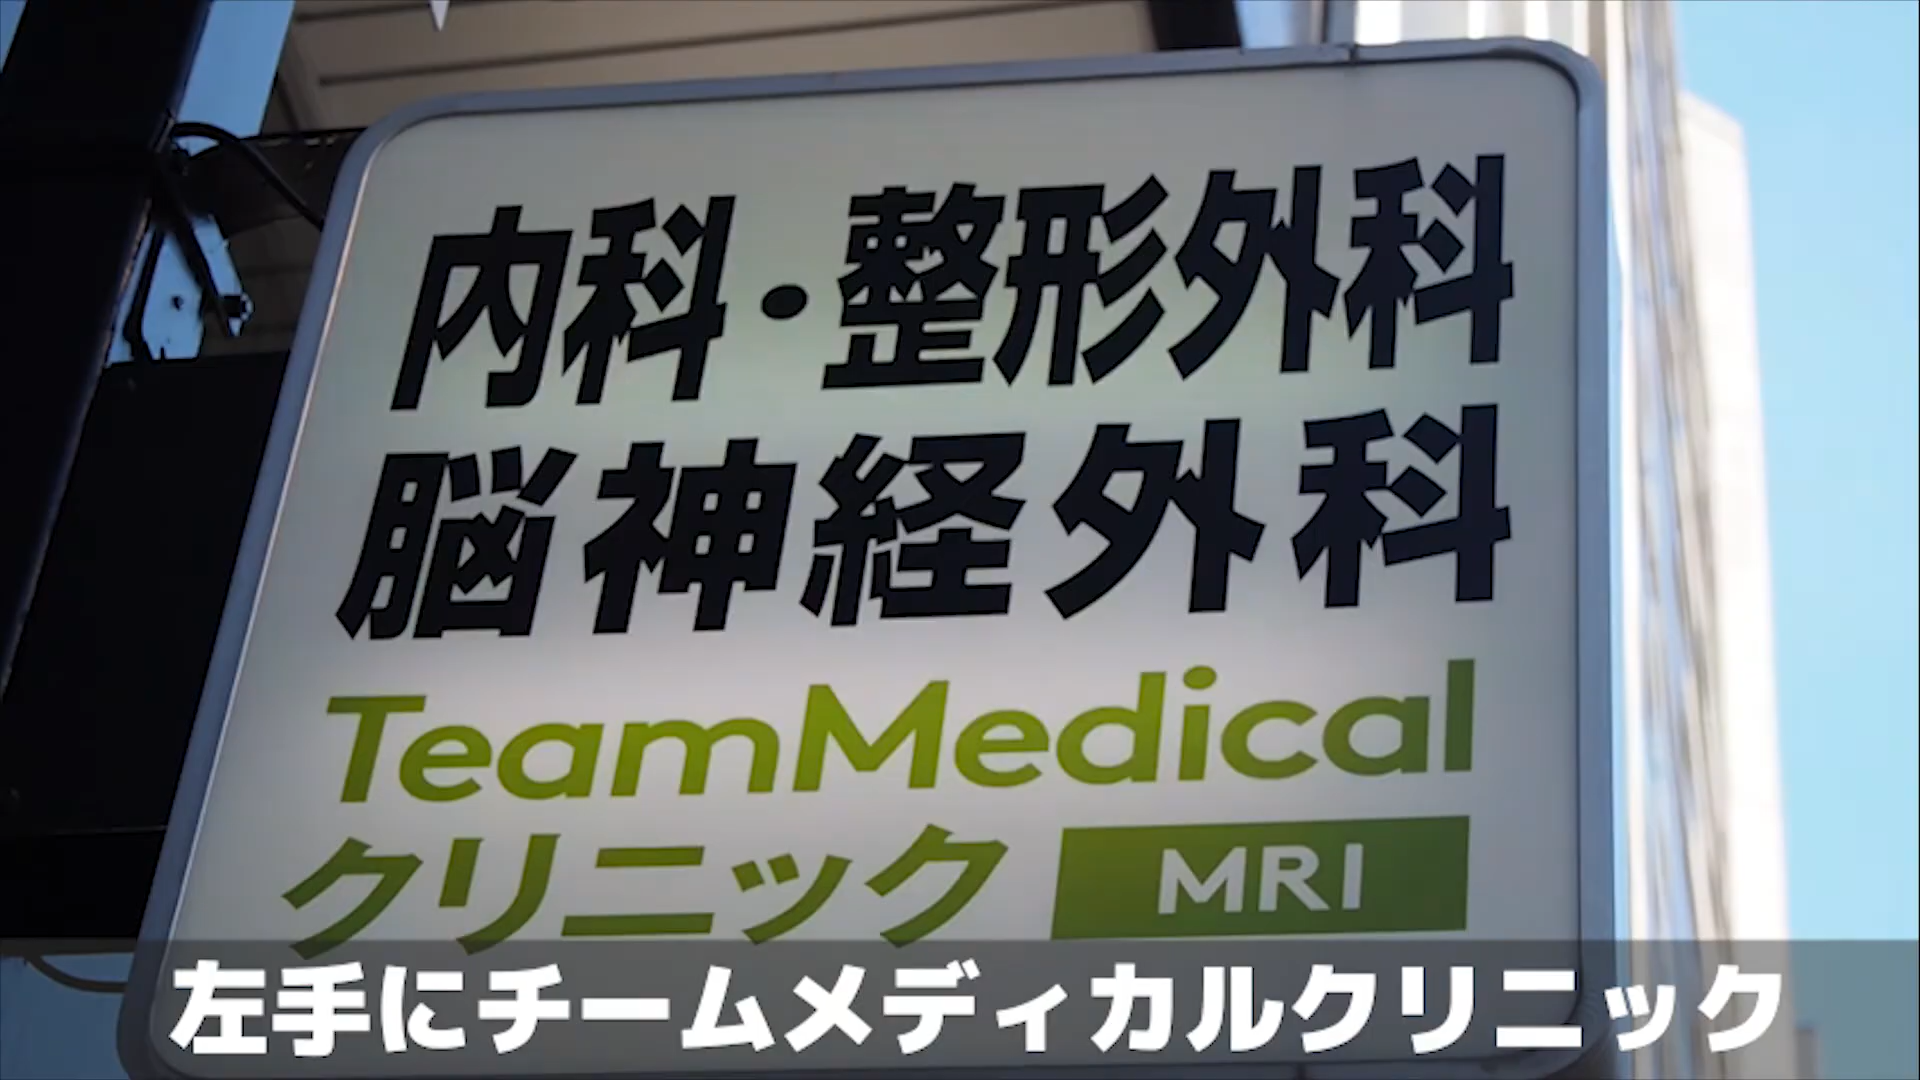 内科・整形外科
脳神経外科
TeamMedical
クリニック MRI
左手にチームメディカルクリニック